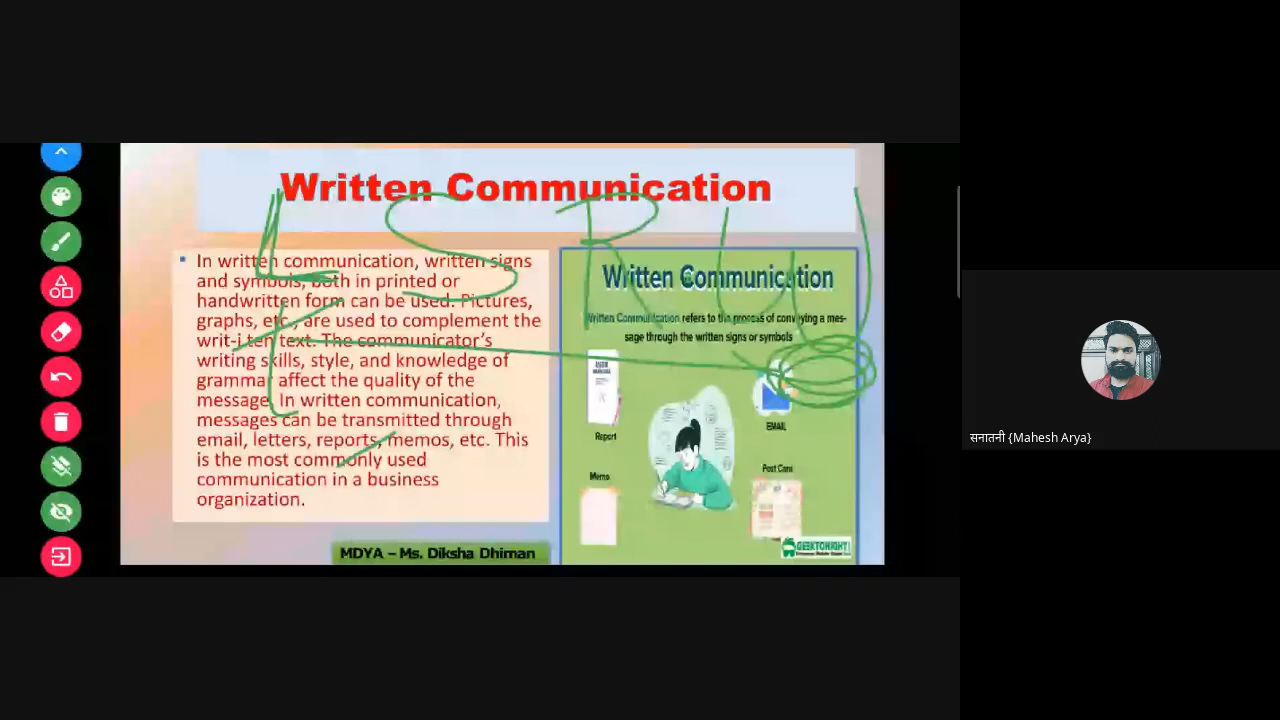 Written Communication
In written communication, written signs
and symbols, both in printed or
handwritten form can be used. Pictures,
graphs, etc., are used to complement the
writ-i ten text. The communicator's
writing skills, style, and knowledge of
grammar affect the quality of the
message. In written communication,
messages can be transmitted through
email, letters, reports, memos, etc. This
is the most commonly used
communication in a business
organization.
MDYA – Ms. Diksha Dhiman
Written Communication
Written Communication refers to the process of conveying a mes-
sage through the written signs or symbols
Report
EMAIL
Memo
Post Card
GEEKTONIGHT
L S R W
सनातनी {Mahesh Arya}